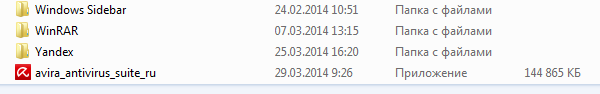 Windows Sidebar 24.02.2014 10:51 Папка с файлами
WinRAR 07.03.2014 13:15 Папка с файлами
Yandex 25.03.2014 16:20 Папка с файлами
avira_antivirus_suite_ru 29.03.2014 9:26 Приложение 144 865 КБ